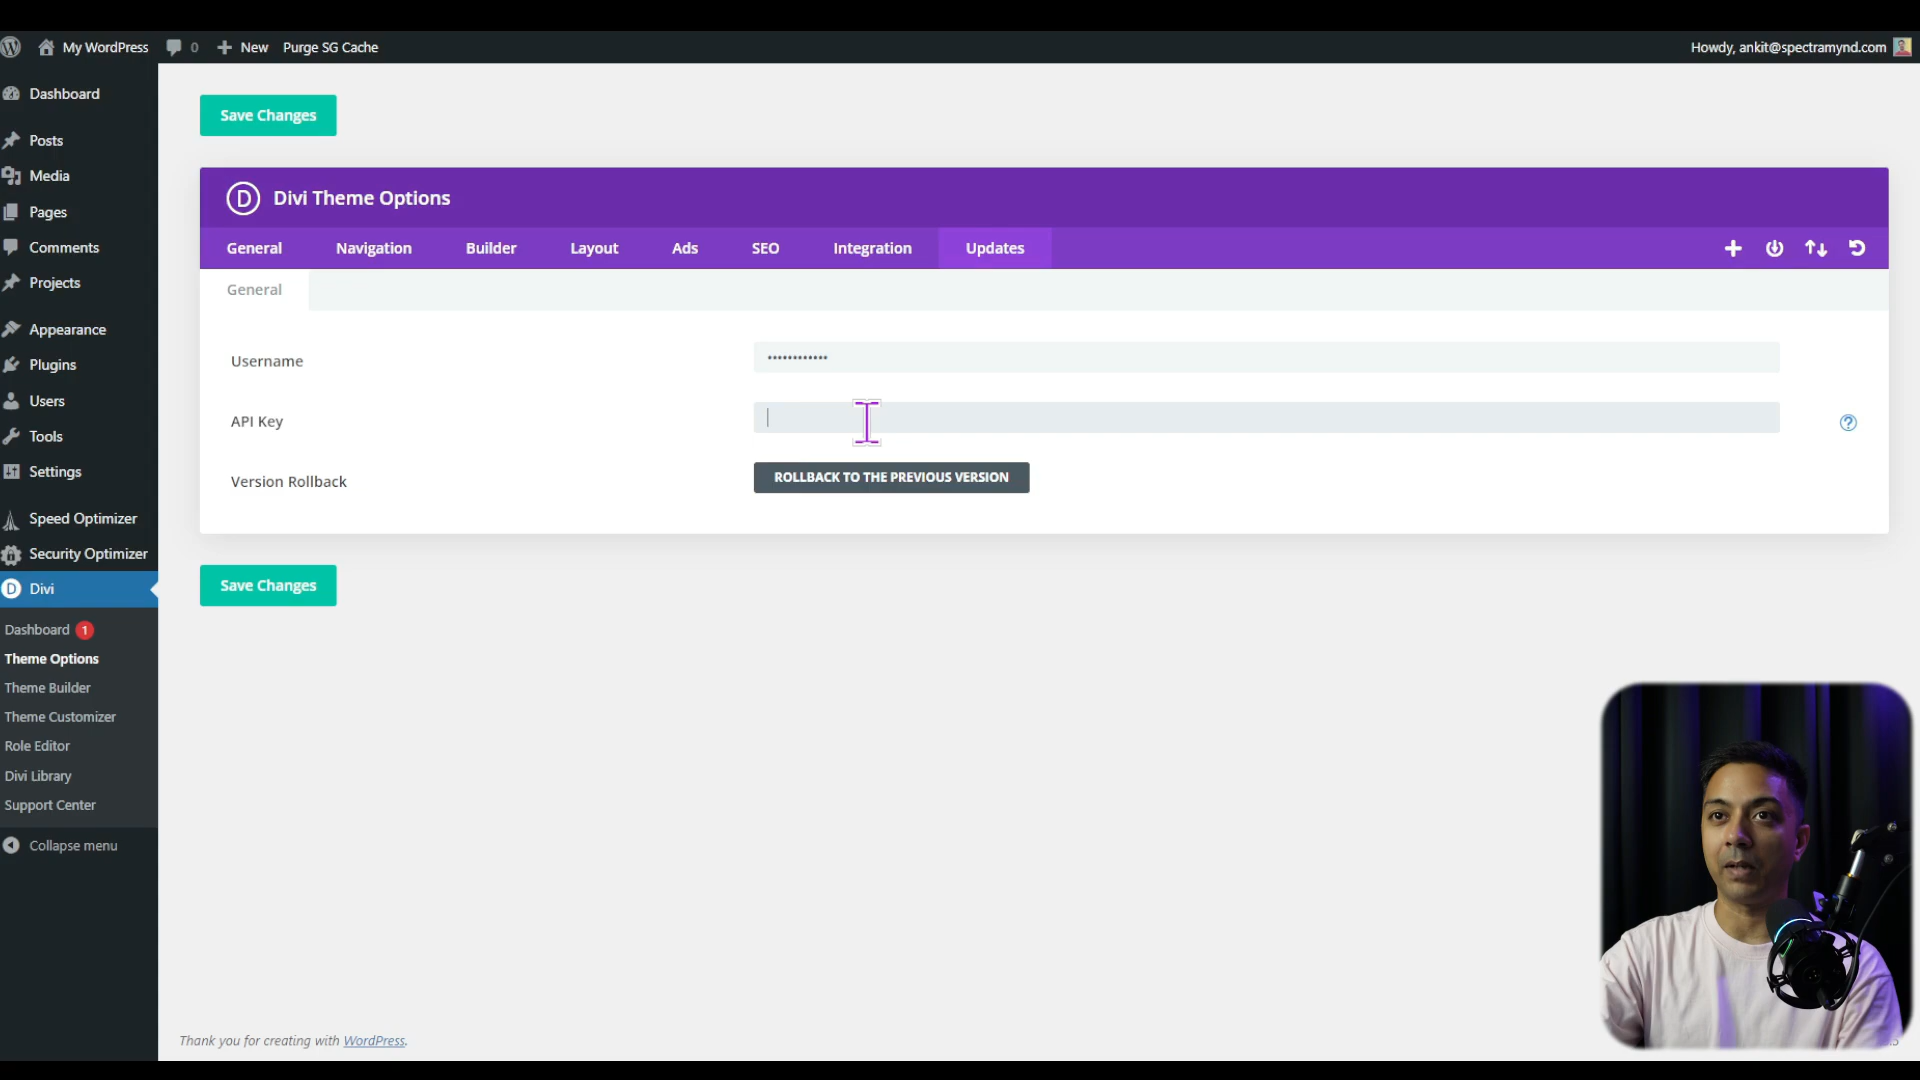 My WordPress
0
New
Purge SG Cache
Howdy, ankit@spectramynd.com
Dashboard
Posts
Media
Pages
Comments
Projects
Appearance
Plugins
Users
Tools
Settings
Speed Optimizer
Security Optimizer
Divi
Dashboard 1
Theme Options
Theme Builder
Theme Customizer
Role Editor
Divi Library
Support Center
Collapse menu
Save Changes
D
Divi Theme Options
General
Navigation
Builder
Layout
Ads
SEO
Integration
Updates
General
Username
••••••••••••
API Key
?
Version Rollback
ROLLBACK TO THE PREVIOUS VERSION
Save Changes
Thank you for creating with WordPress.